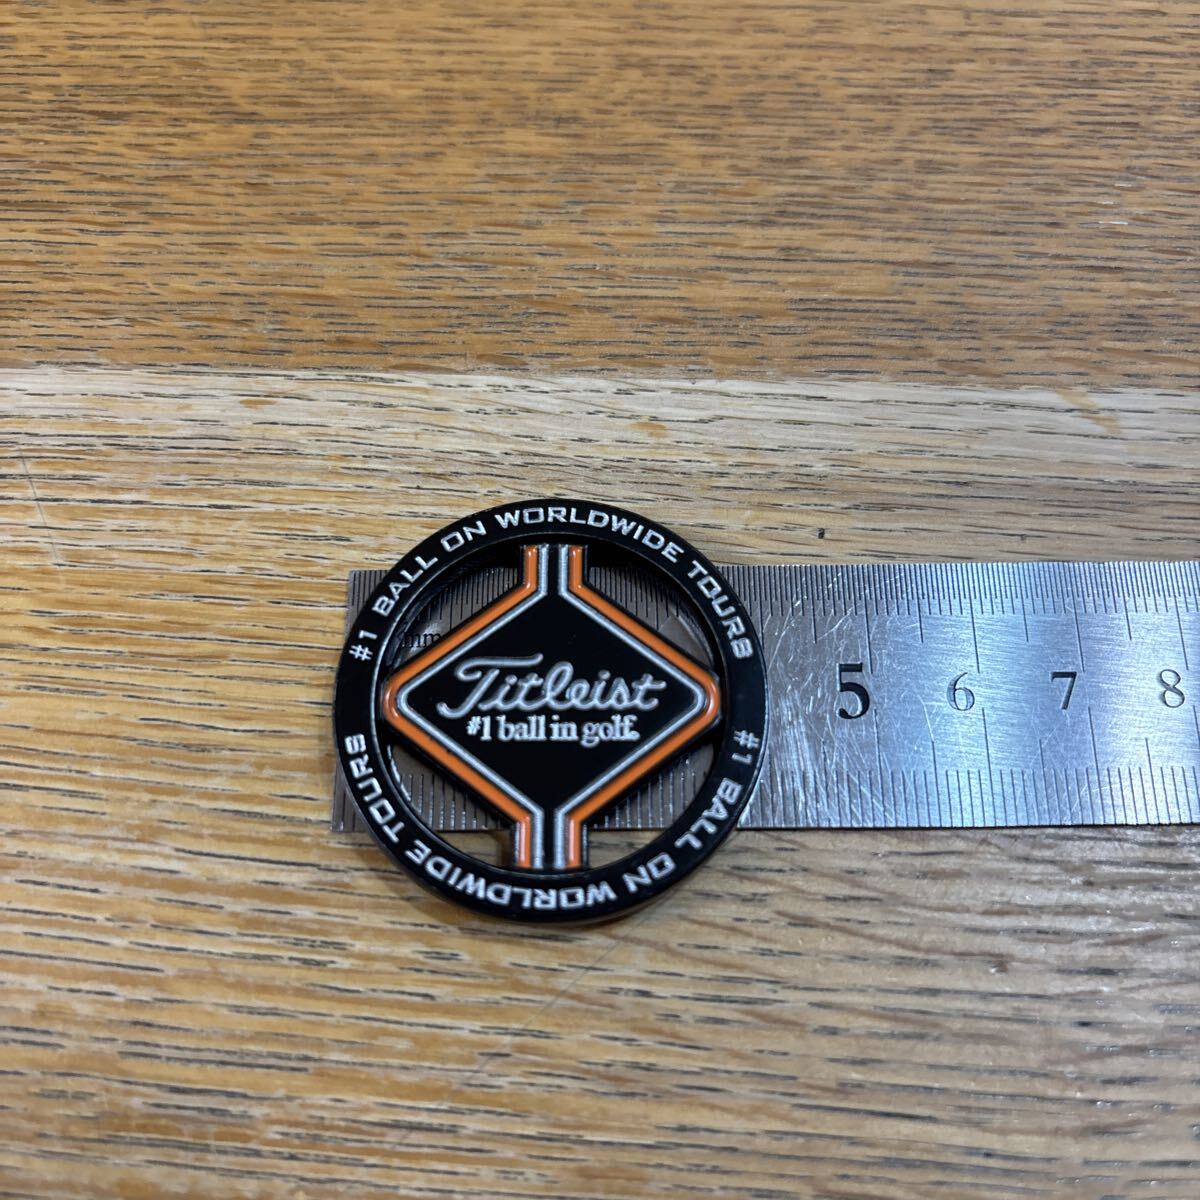 #1 BALL ON WORLDWIDE TOURS
Titleist
#1 ball in golf.
#1 BALL ON WORLDWIDE TOURS
mm
5 6 7 8